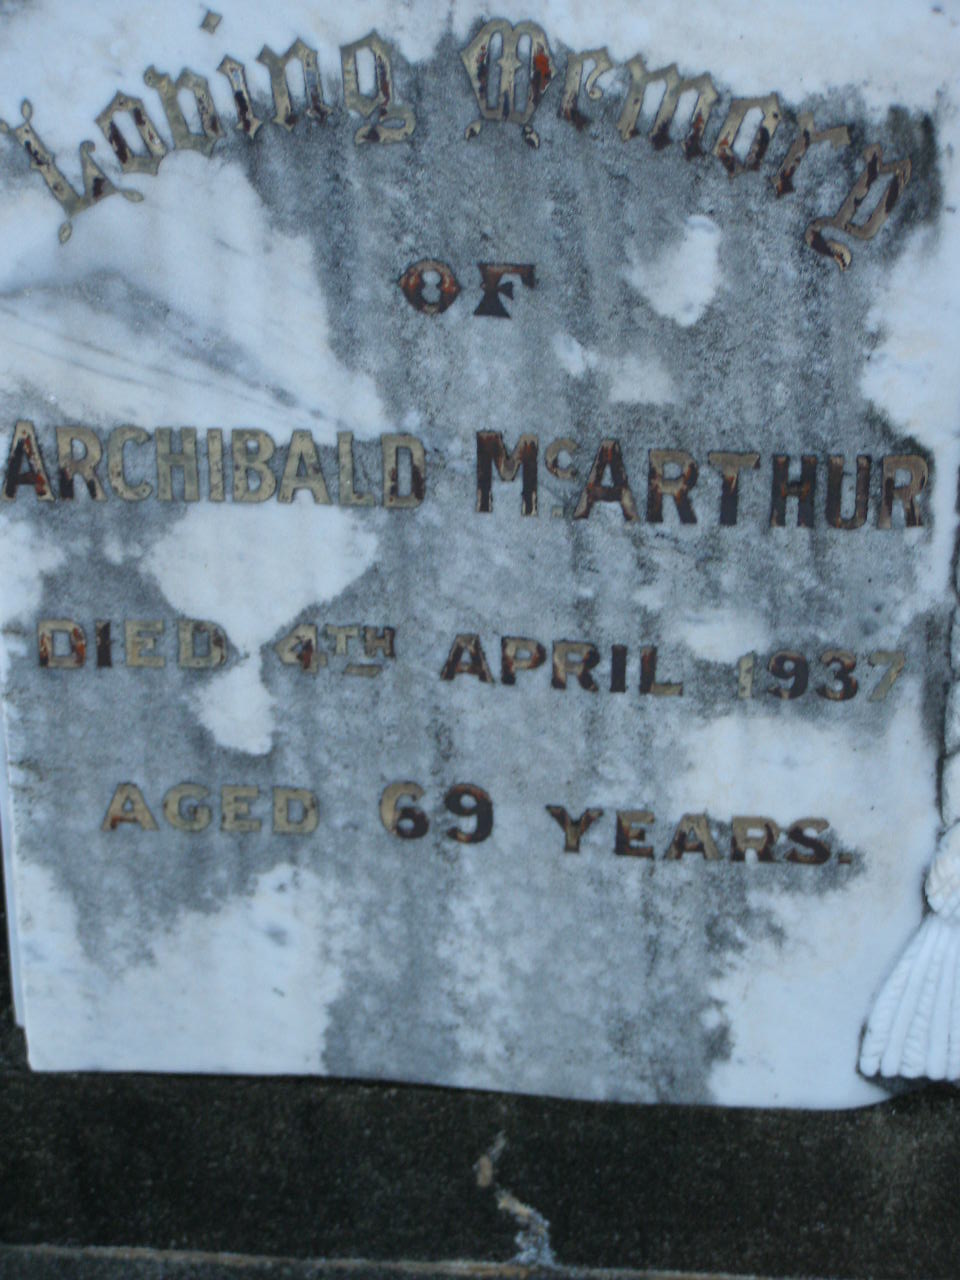 Loving Memory
OF
ARCHIBALD McARTHUR
DIED 4TH APRIL 1937
AGED 69 YEARS.